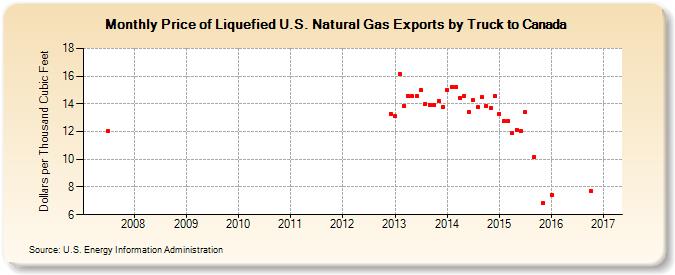 Monthly Price of Liquefied U.S. Natural Gas Exports by Truck to Canada
Dollars per Thousand Cubic Feet
18
16
14
12
10
8
6
2008 2009 2010 2011 2012 2013 2014 2015 2016 2017
Source: U.S. Energy Information Administration